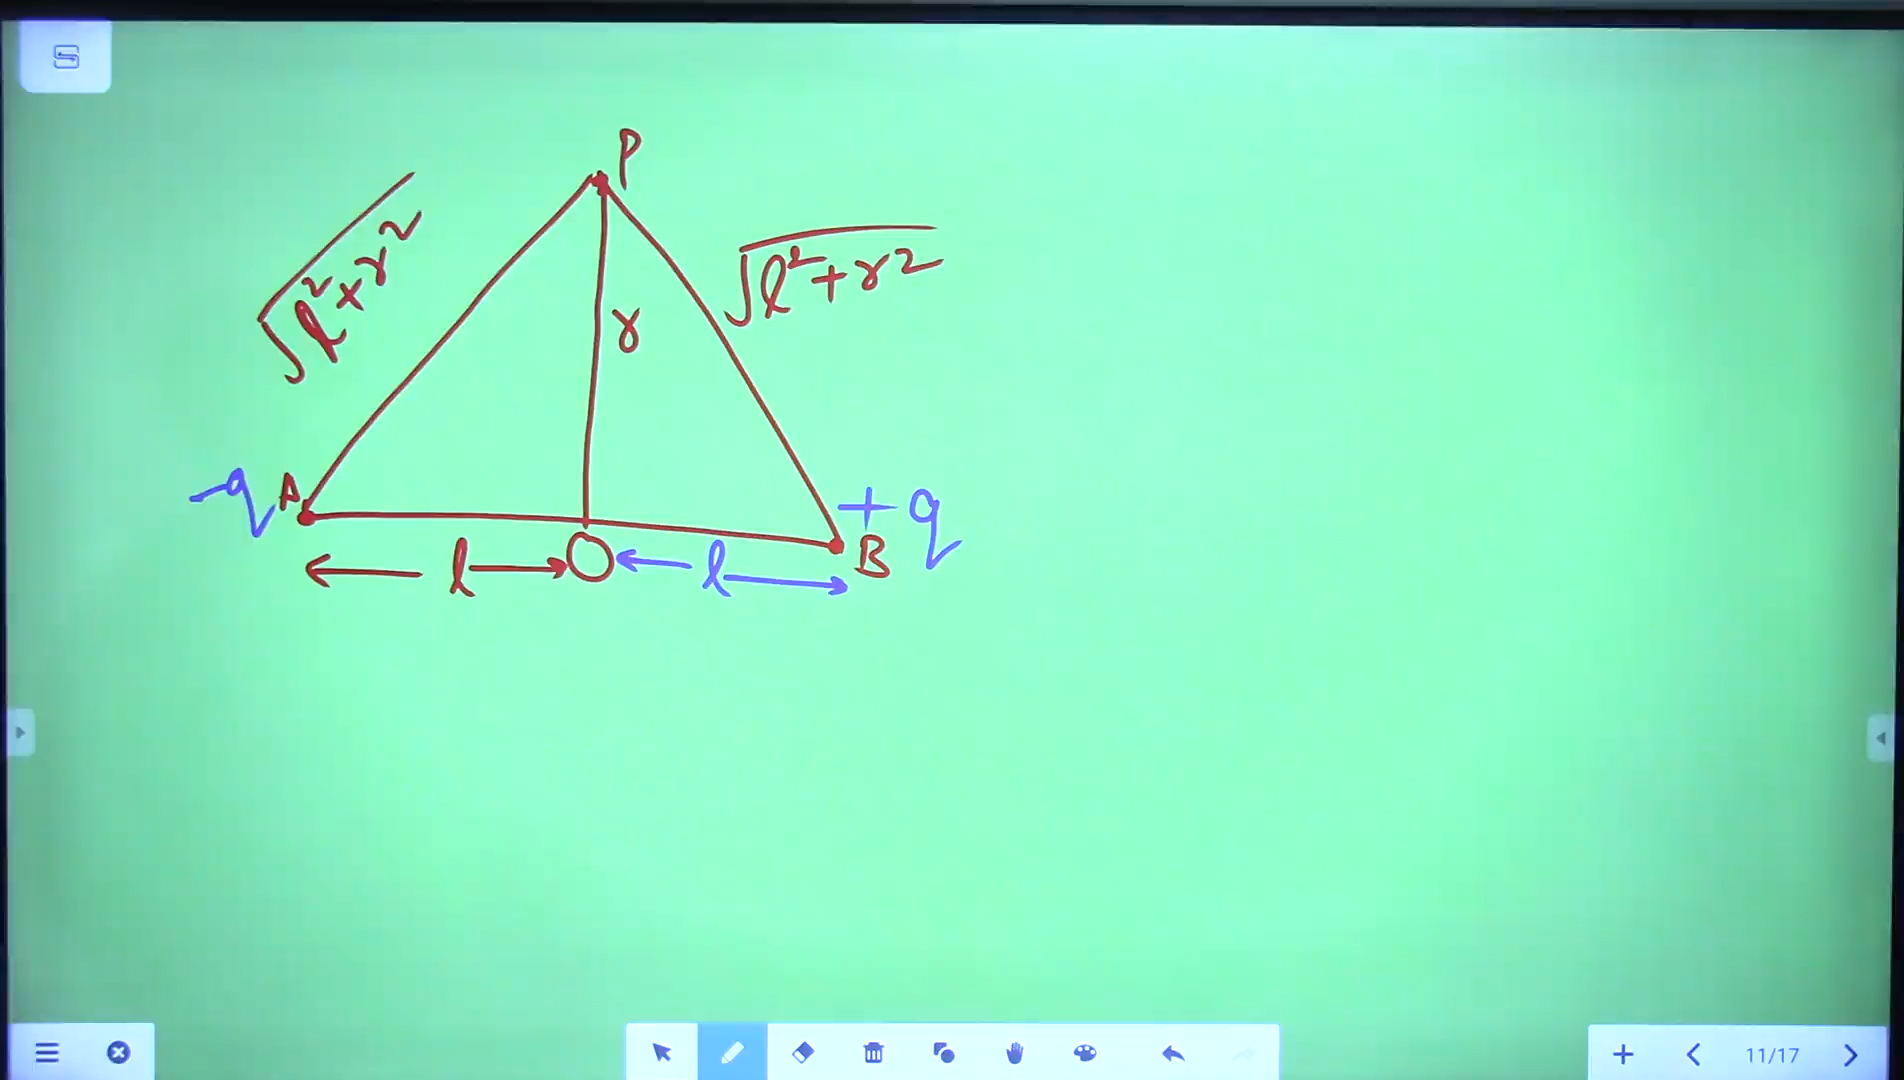 P
√l²+r²
√l²+r²
r
-q A
+q
B
l O l
11/17